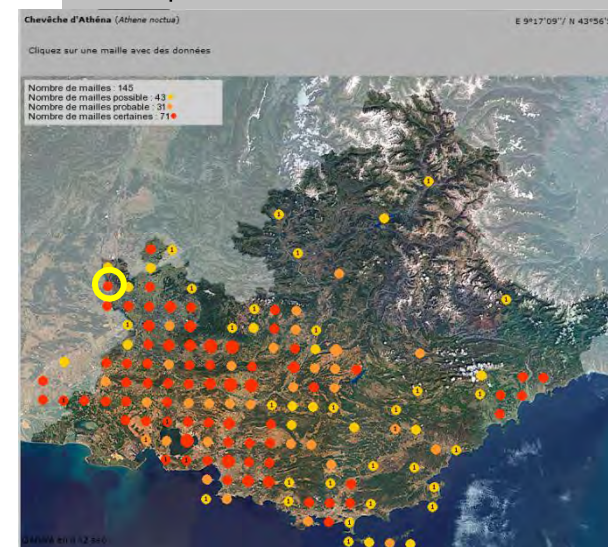 Chevêche d'Athéna (Athene noctua)
E 9°17'09"/ N 43°56'
Cliquez sur une maille avec des données
Nombre de mailles : 145
Nombre de mailles possible : 43
Nombre de mailles probable : 31
Nombre de mailles certaines : 71